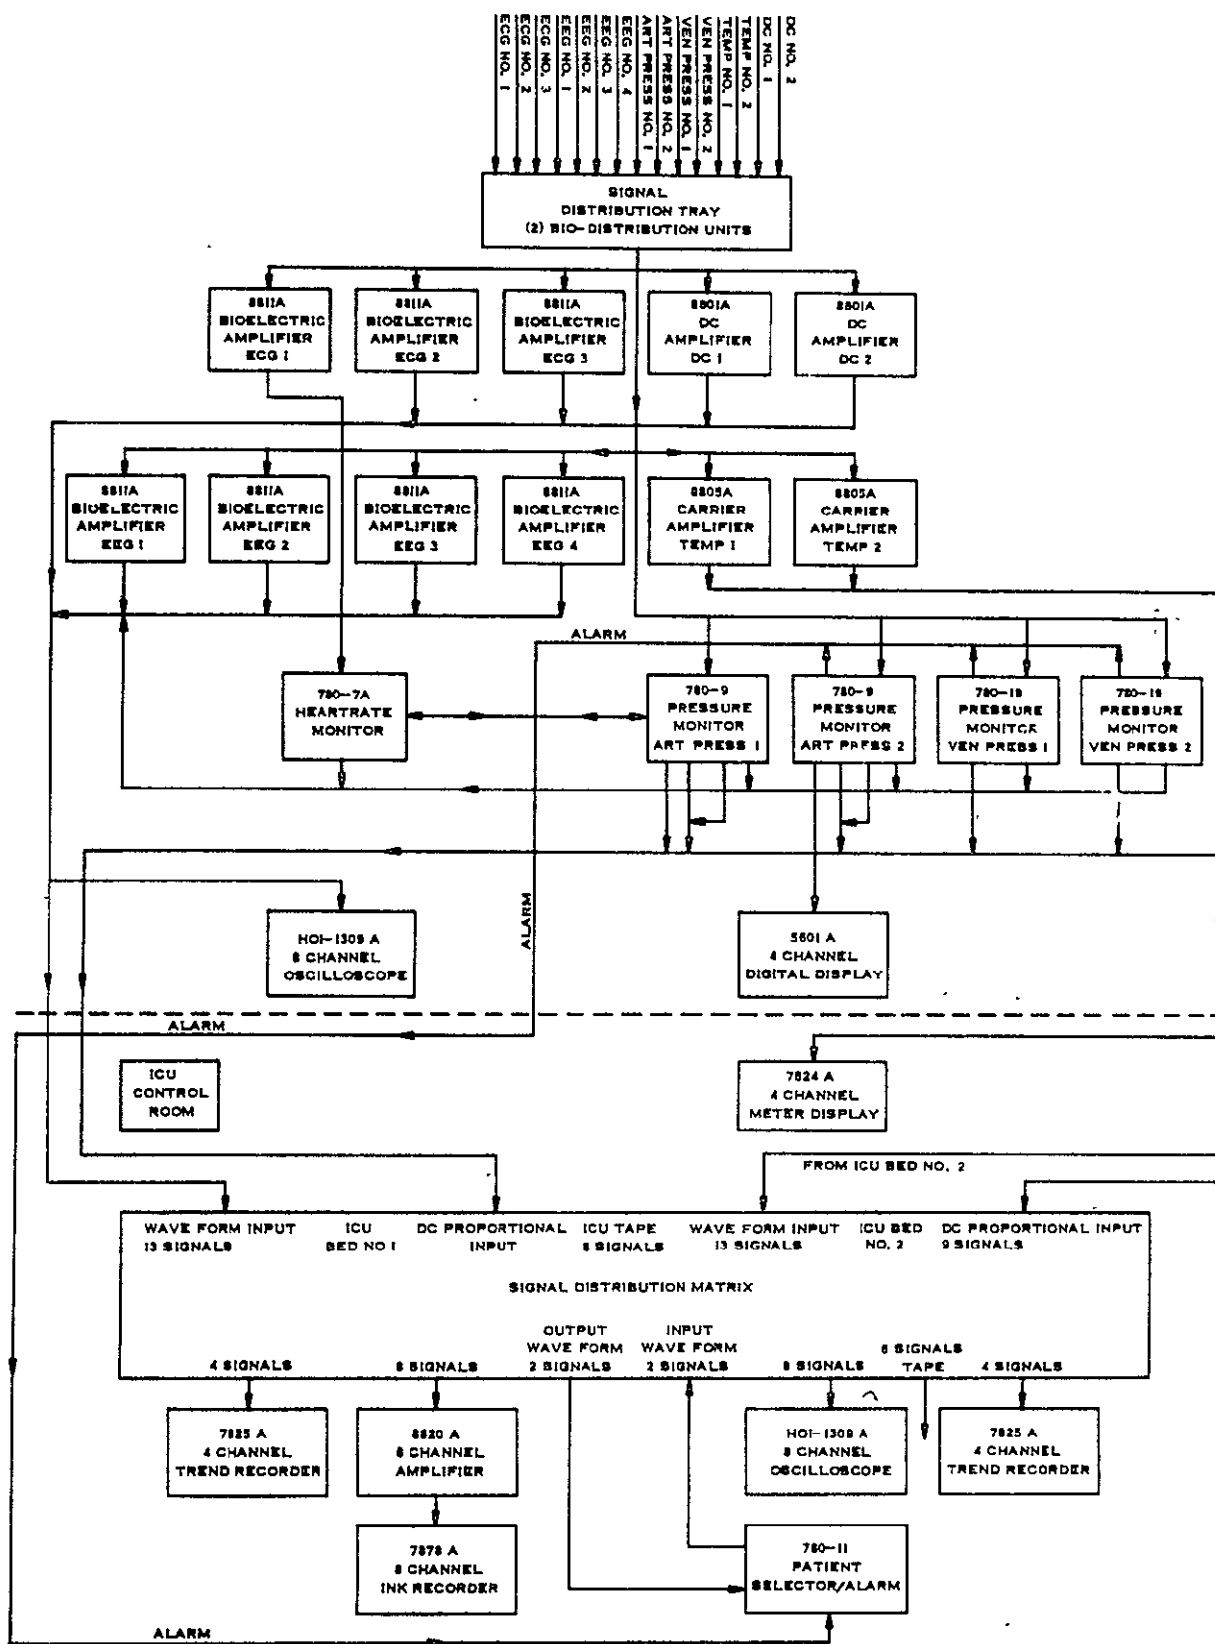 ECG NO. 1
ECG NO. 2
ECG NO. 3
EEG NO. 1
EEG NO. 2
EEG NO. 3
EEG NO. 4
ART PRESS NO. 1
ART PRESS NO. 2
VEN PRESS NO. 1
VEN PRESS NO. 2
TEMP NO. 1
TEMP NO. 2
DC NO. 1
DC NO. 2
SIGNAL
DISTRIBUTION TRAY
(2) BIO-DISTRIBUTION UNITS
8811A
BIOELECTRIC
AMPLIFIER
ECG 1
8811A
BIOELECTRIC
AMPLIFIER
ECG 2
8811A
BIOELECTRIC
AMPLIFIER
ECG 3
8801A
DC
AMPLIFIER
DC 1
8801A
DC
AMPLIFIER
DC 2
8811A
BIOELECTRIC
AMPLIFIER
EEG 1
8811A
BIOELECTRIC
AMPLIFIER
EEG 2
8811A
BIOELECTRIC
AMPLIFIER
EEG 3
8811A
BIOELECTRIC
AMPLIFIER
EEG 4
8805A
CARRIER
AMPLIFIER
TEMP 1
8805A
CARRIER
AMPLIFIER
TEMP 2
ALARM
780-7A
HEARTRATE
MONITOR
780-9
PRESSURE
MONITOR
ART PRESS 1
780-9
PRESSURE
MONITOR
ART PRESS 2
780-18
PRESSURE
MONITOR
VEN PRESS 1
780-18
PRESSURE
MONITOR
VEN PRESS 2
ALARM
HOI-1309 A
8 CHANNEL
OSCILLOSCOPE
5601 A
4 CHANNEL
DIGITAL DISPLAY
ALARM
ICU
CONTROL
ROOM
7824 A
4 CHANNEL
METER DISPLAY
FROM ICU BED NO. 2
WAVE FORM INPUT
13 SIGNALS
ICU
BED NO 1
DC PROPORTIONAL
INPUT
ICU TAPE
8 SIGNALS
WAVE FORM INPUT
13 SIGNALS
ICU BED
NO. 2
DC PROPORTIONAL INPUT
9 SIGNALS
SIGNAL DISTRIBUTION MATRIX
4 SIGNALS
8 SIGNALS
OUTPUT
WAVE FORM
2 SIGNALS
INPUT
WAVE FORM
2 SIGNALS
8 SIGNALS
6 SIGNALS
TAPE
4 SIGNALS
7825 A
4 CHANNEL
TREND RECORDER
8820 A
8 CHANNEL
AMPLIFIER
HOI-1309 A
8 CHANNEL
OSCILLOSCOPE
7825 A
4 CHANNEL
TREND RECORDER
7878 A
8 CHANNEL
INK RECORDER
780-11
PATIENT
SELECTOR/ALARM
ALARM